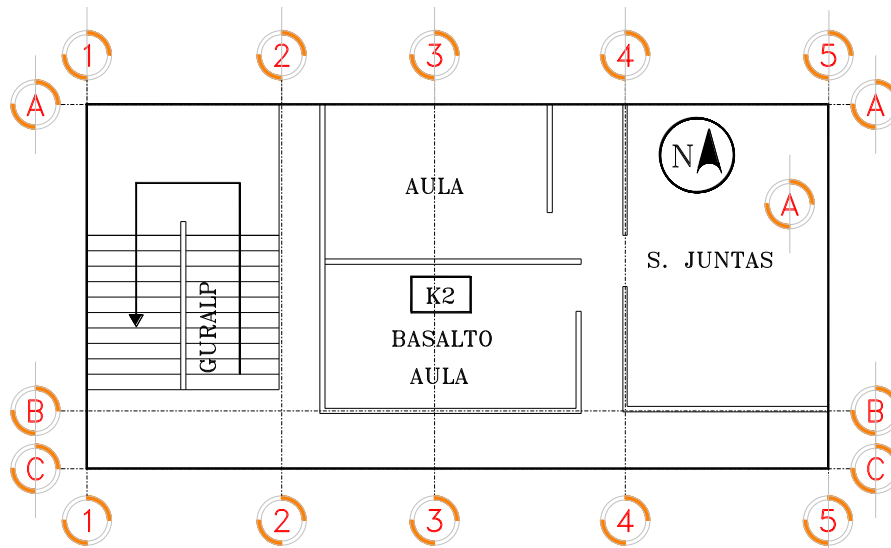 1 2 3 4 5
A A
N
A
AULA
S. JUNTAS
GURALP
K2
BASALTO
AULA
B B
C C
1 2 3 4 5